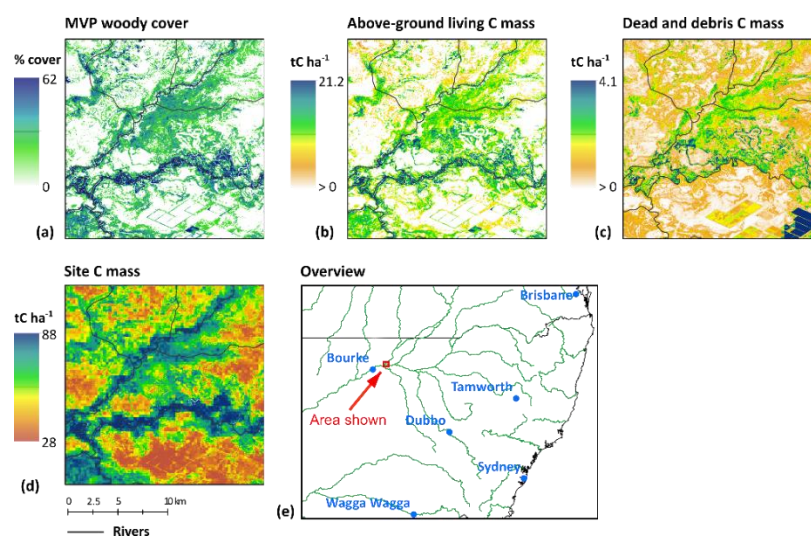 MVP woody cover
Above-ground living C mass
Dead and debris C mass
% cover
62
0
(a)
tC ha⁻¹
21.2
> 0
(b)
tC ha⁻¹
4.1
> 0
(c)
Site C mass
tC ha⁻¹
88
28
(d)
0 2.5 5 10 km
Rivers
Overview
Brisbane
Bourke
Area shown
Tamworth
Dubbo
Sydney
Wagga Wagga
(e)